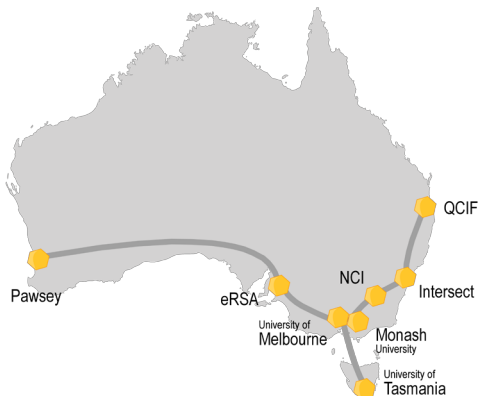 QCIF
NCI
Intersect
Pawsey
eRSA
University of
Melbourne
Monash
University
University of
Tasmania